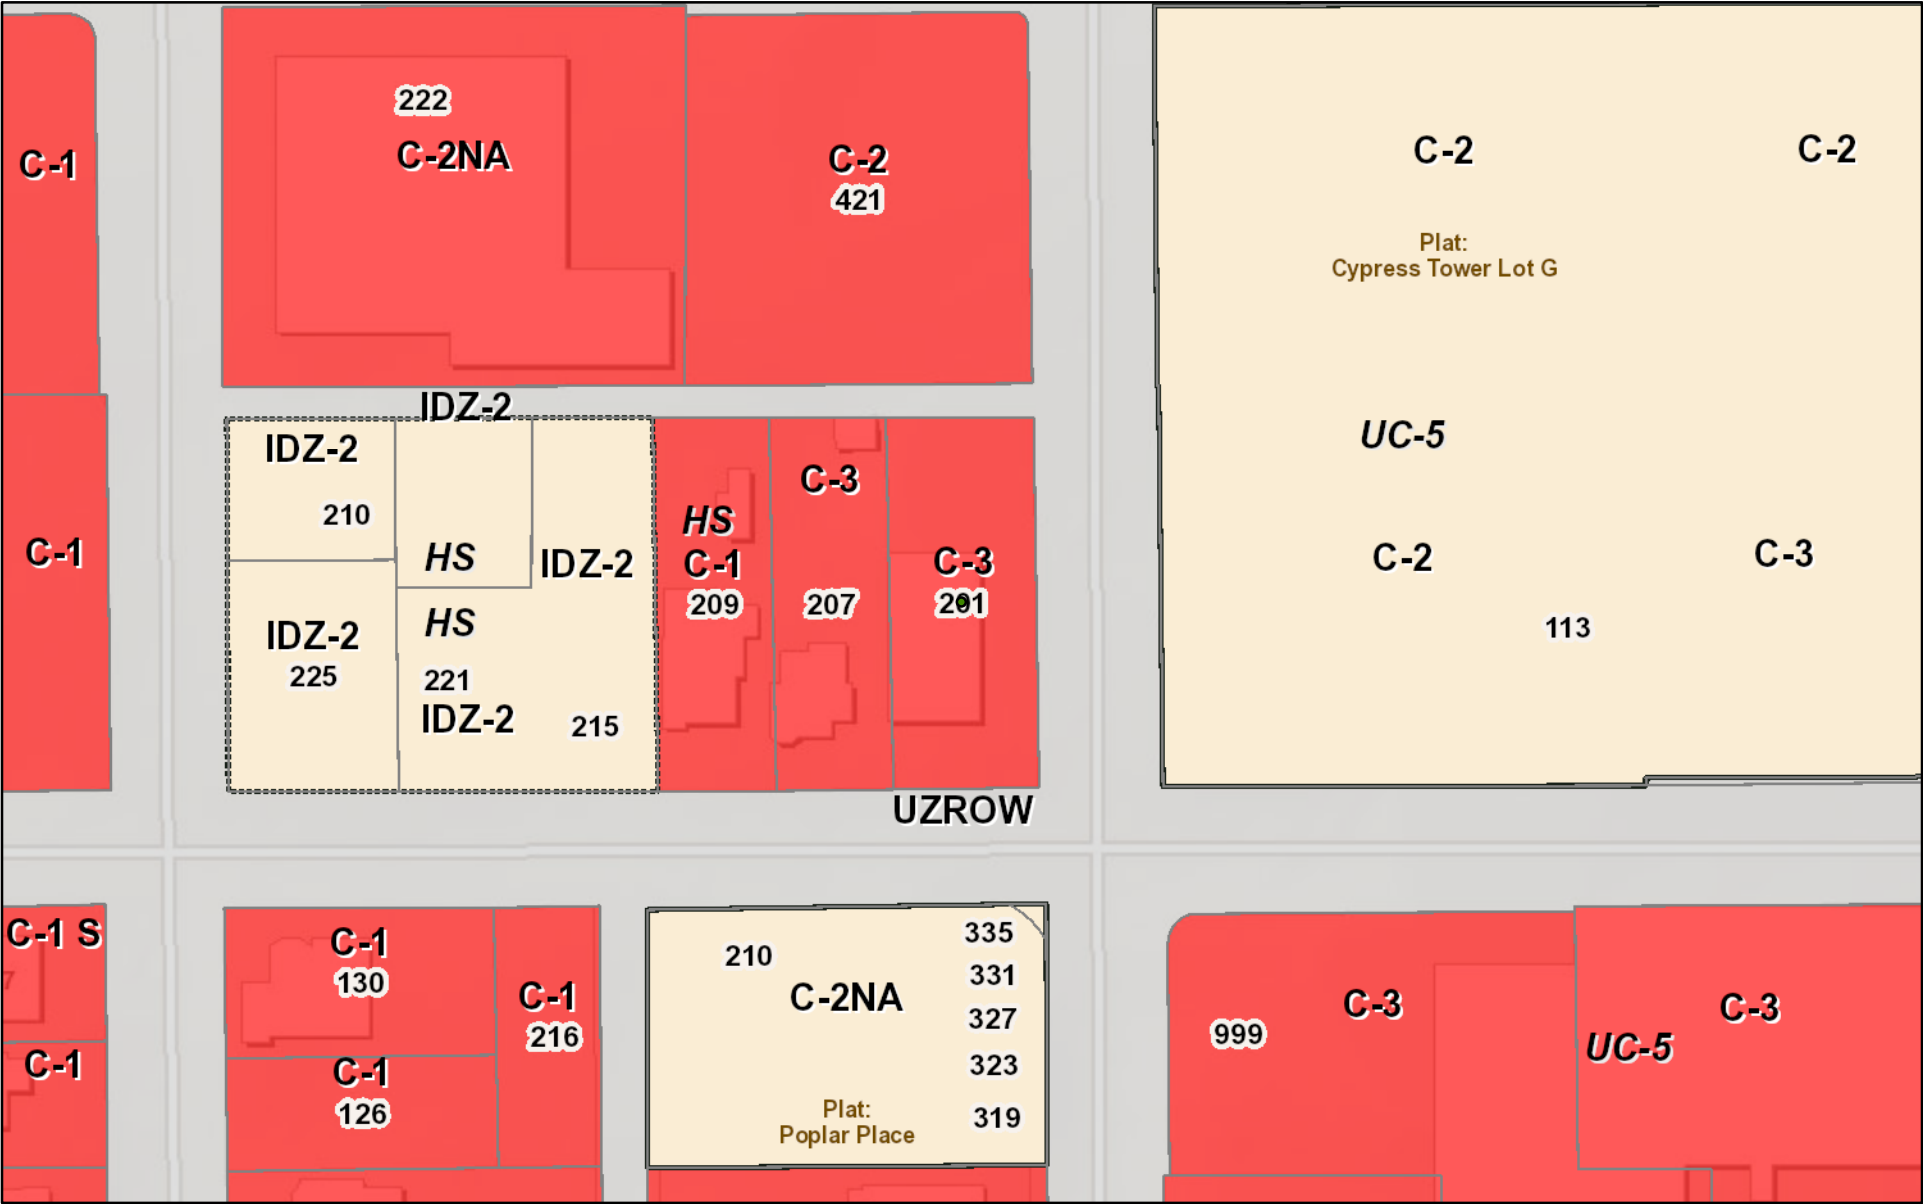 222
C-2NA
C-1
C-2
421
C-2
C-2
Plat:
Cypress Tower Lot G
IDZ-2
IDZ-2
210
HS
IDZ-2
HS
C-1
209
C-3
207
C-3
201
UC-5
C-1
C-2
C-3
113
HS
221
IDZ-2
215
IDZ-2
225
UZROW
C-1 S
7
C-1
C-1
130
C-1
126
C-1
216
210
C-2NA
335
331
327
323
319
Plat:
Poplar Place
C-3
999
UC-5
C-3